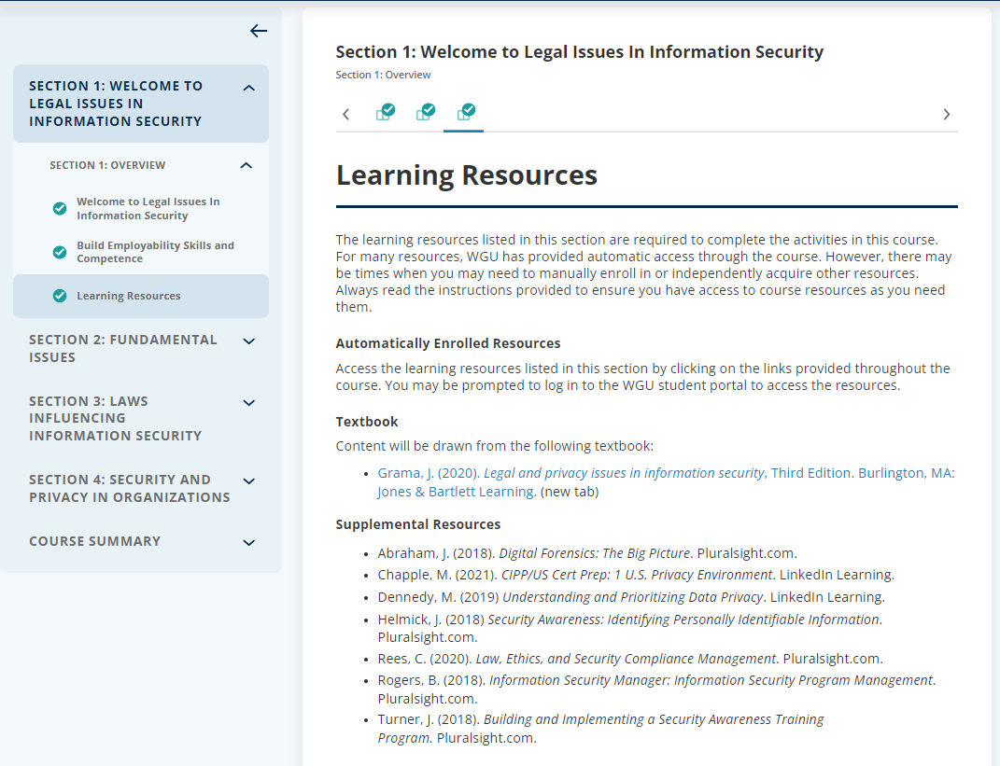 SECTION 1: WELCOME TO
LEGAL ISSUES IN
INFORMATION SECURITY
SECTION 1: OVERVIEW
Welcome to Legal Issues In
Information Security
Build Employability Skills and
Competence
Learning Resources
SECTION 2: FUNDAMENTAL
ISSUES
SECTION 3: LAWS
INFLUENCING
INFORMATION SECURITY
SECTION 4: SECURITY AND
PRIVACY IN ORGANIZATIONS
COURSE SUMMARY
Section 1: Welcome to Legal Issues In Information Security
Section 1: Overview
Learning Resources
The learning resources listed in this section are required to complete the activities in this course.
For many resources, WGU has provided automatic access through the course. However, there may
be times when you may need to manually enroll in or independently acquire other resources.
Always read the instructions provided to ensure you have access to course resources as you need
them.
Automatically Enrolled Resources
Access the learning resources listed in this section by clicking on the links provided throughout the
course. You may be prompted to log in to the WGU student portal to access the resources.
Textbook
Content will be drawn from the following textbook:
• Grama, J. (2020). Legal and privacy issues in information security, Third Edition. Burlington, MA:
Jones & Bartlett Learning. (new tab)
Supplemental Resources
• Abraham, J. (2018). Digital Forensics: The Big Picture. Pluralsight.com.
• Chapple, M. (2021). CIPP/US Cert Prep: 1 U.S. Privacy Environment. LinkedIn Learning.
• Dennedy, M. (2019) Understanding and Prioritizing Data Privacy. LinkedIn Learning.
• Helmick, J. (2018) Security Awareness: Identifying Personally Identifiable Information.
Pluralsight.com.
• Rees, C. (2020). Law, Ethics, and Security Compliance Management. Pluralsight.com.
• Rogers, B. (2018). Information Security Manager: Information Security Program Management.
Pluralsight.com.
• Turner, J. (2018). Building and Implementing a Security Awareness Training
Program. Pluralsight.com.